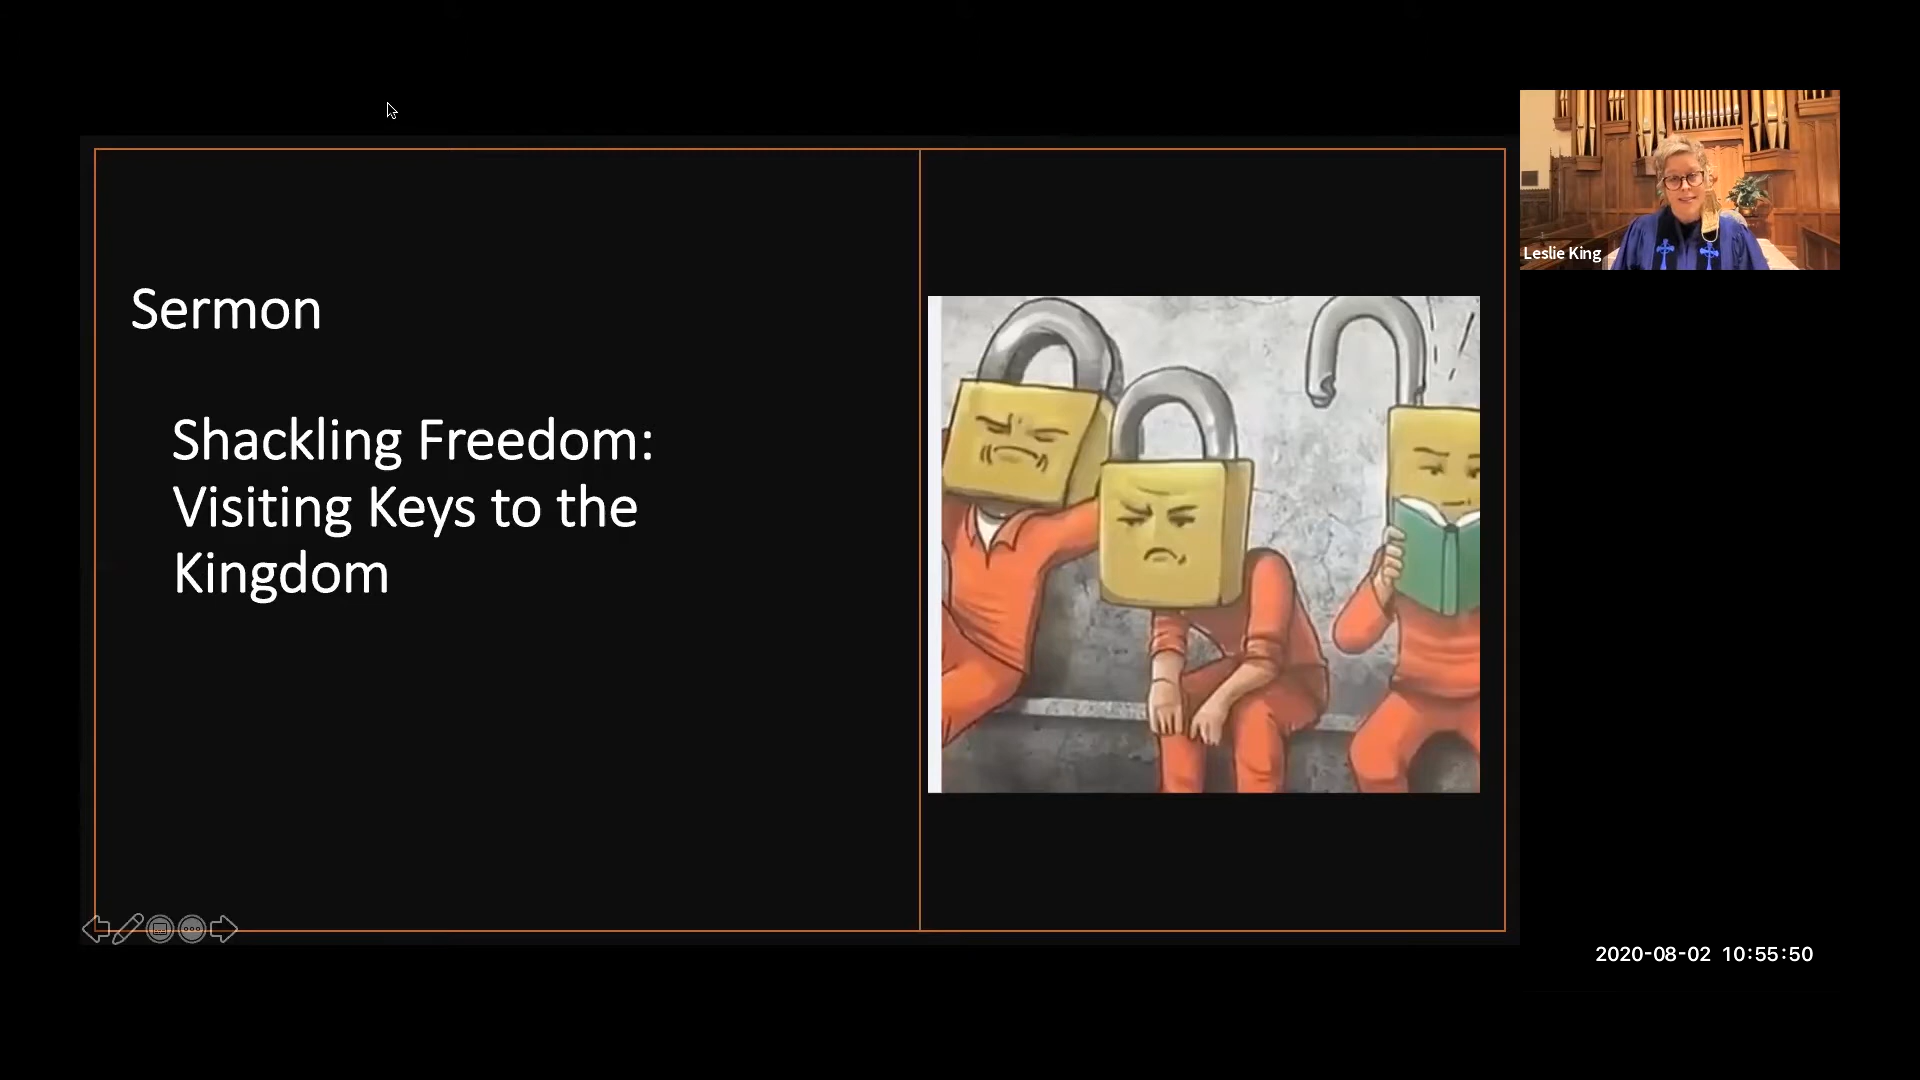 Sermon
Shackling Freedom:
Visiting Keys to the
Kingdom
Leslie King
2020-08-02 10:55:50